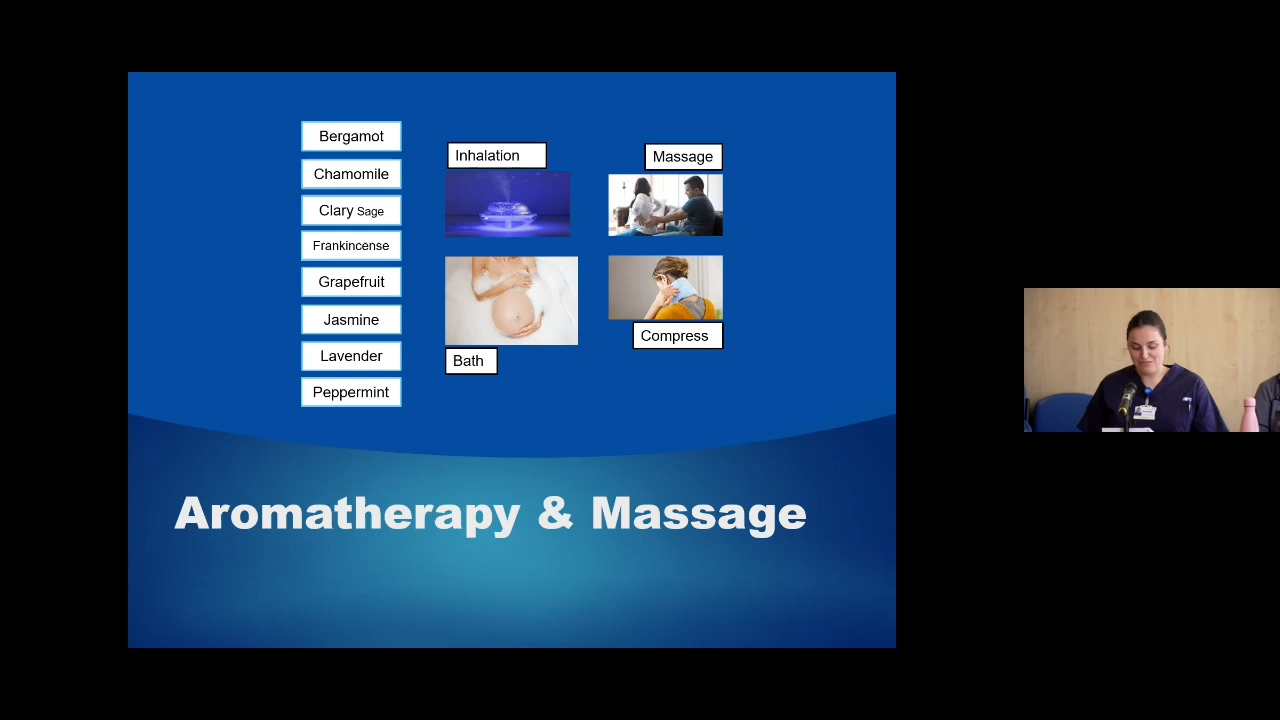 Bergamot
Chamomile
Clary Sage
Frankincense
Grapefruit
Jasmine
Lavender
Peppermint
Inhalation
Massage
Bath
Compress
Aromatherapy & Massage